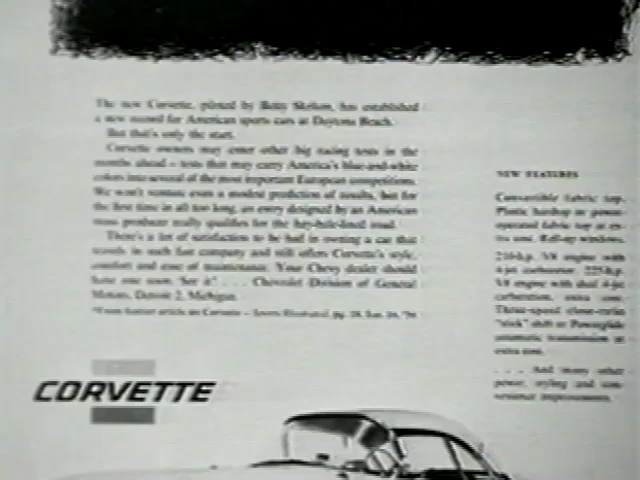 The new Corvette, piloted by Betty Skelton, has established
a new record for American sports cars at Daytona Beach.
But that's only the start.
Corvette owners may enter other big racing tests in the
months ahead – tests that may carry America's blue-and-white
colors into several of the most important European competitions.
We won't venture even a modest prediction of results, but for
the first time in all too long, an entry designed by an American
mass producer really qualifies for the hay-bale-lined road.
There's a lot of satisfaction to be had in owning a car that
travels in such fast company and still offers Corvette's style,
comfort and ease of maintenance. Your Chevy dealer should
have one soon. See it! . . . Chevrolet Division of General
Motors, Detroit 2, Michigan.
article on Corvette – Sports Illustrated, pg. Jan.
CORVETTE
NEW FEATURES
Convertible fabric top.
Plastic hardtop or power-
operated fabric top at ex-
tra cost. Roll-up windows.
210-h.p. V8 engine with
4-jet carburetor. 225-h.p.
V8 engine with dual 4-jet
carburetion, extra cost.
Three-speed close-ratio
"stick" shift or Powerglide
automatic transmission at
extra cost.
. . . And many other
power, styling and con-
venience improvements.